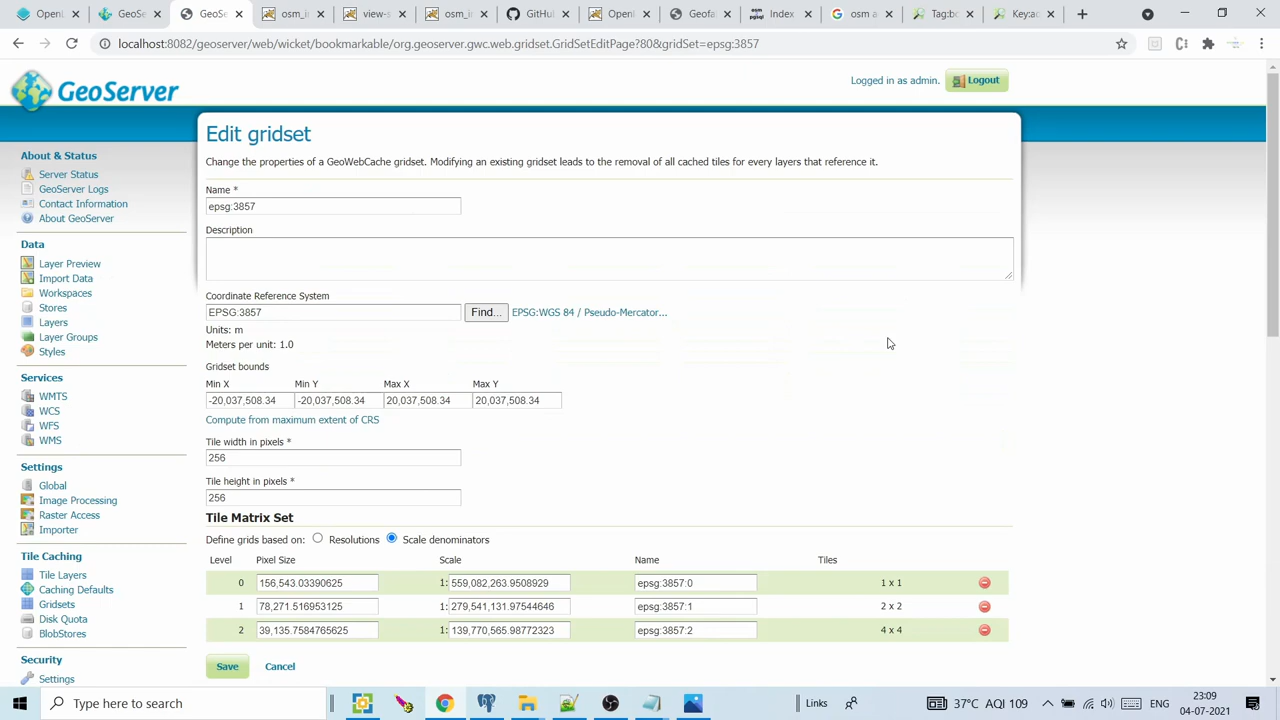 GeoSe
GeoSe
osm_in
view-s
osm_in
GitHu
OpenL
Geofa
Index
osm a
Tag:bc
Key:ac
localhost:8082/geoserver/web/wicket/bookmarkable/org.geoserver.gwc.web.gridset.GridSetEditPage?80&gridSet=epsg:3857
GeoServer
Logged in as admin.
Logout
About & Status
Server Status
GeoServer Logs
Contact Information
About GeoServer
Data
Layer Preview
Import Data
Workspaces
Stores
Layers
Layer Groups
Styles
Services
WMTS
WCS
WFS
WMS
Settings
Global
Image Processing
Raster Access
Importer
Tile Caching
Tile Layers
Caching Defaults
Gridsets
Disk Quota
BlobStores
Security
Settings
Edit gridset
Change the properties of a GeoWebCache gridset. Modifying an existing gridset leads to the removal of all cached tiles for every layers that reference it.
Name *
epsg:3857
Description
Coordinate Reference System
EPSG:3857 Find... EPSG:WGS 84 / Pseudo-Mercator...
Units: m
Meters per unit: 1.0
Gridset bounds
Min X Min Y Max X Max Y
-20,037,508.34 -20,037,508.34 20,037,508.34 20,037,508.34
Compute from maximum extent of CRS
Tile width in pixels *
256
Tile height in pixels *
256
Tile Matrix Set
Define grids based on: Resolutions Scale denominators
Level Pixel Size Scale Name Tiles
0 156,543.03390625 1: 559,082,263.9508929 epsg:3857:0 1 x 1
1 78,271.516953125 1: 279,541,131.97544646 epsg:3857:1 2 x 2
2 39,135.7584765625 1: 139,770,565.98772323 epsg:3857:2 4 x 4
Save Cancel
Type here to search
Links
37°C AQI 109
ENG
23:09
04-07-2021